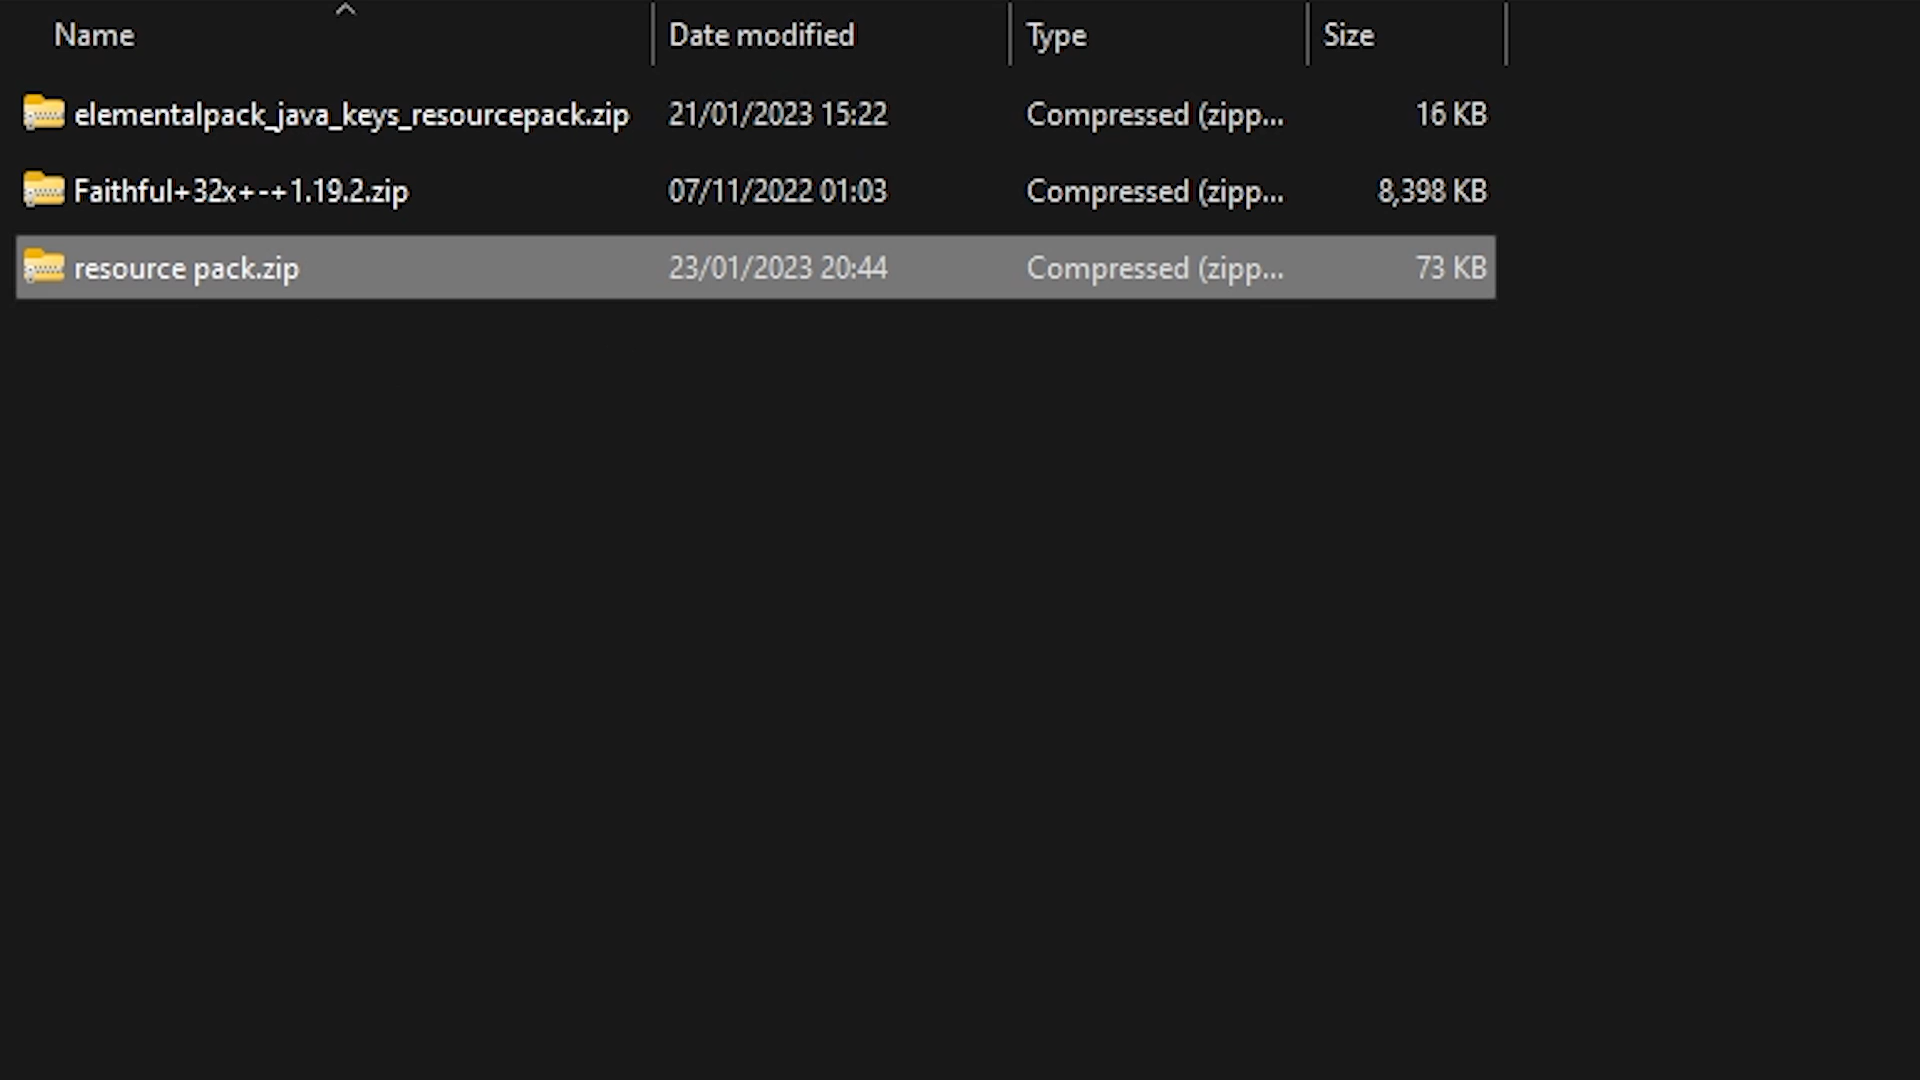 Name Date modified Type Size
elementalpack_java_keys_resourcepack.zip 21/01/2023 15:22 Compressed (zipp... 16 KB
Faithful+32x+-+1.19.2.zip 07/11/2022 01:03 Compressed (zipp... 8,398 KB
resource pack.zip 23/01/2023 20:44 Compressed (zipp... 73 KB